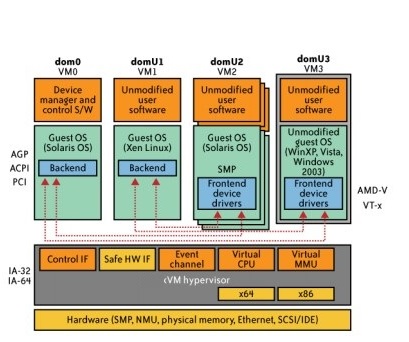 dom0
VM0
domU1
VM1
domU2
VM2
domU3
VM3
Device
manager and
control S/W
Unmodified
user
software
Unmodified
user
software
Unmodified
user
software
Guest OS
(Solaris OS)
Guest OS
(Xen Linux)
Guest OS
(Solaris OS)
Unmodified
guest OS
(WinXP, Vista,
Windows
2003)
AGP
ACPI
PCI
Backend
Backend
SMP
Frontend
device
drivers
Frontend
device
drivers
AMD-V
VT-x
IA-32
IA-64
Control IF
Safe HW IF
Event
channel
Virtual
CPU
Virtual
MMU
xVM hypervisor
x64
x86
Hardware (SMP, NMU, physical memory, Ethernet, SCSI/IDE)